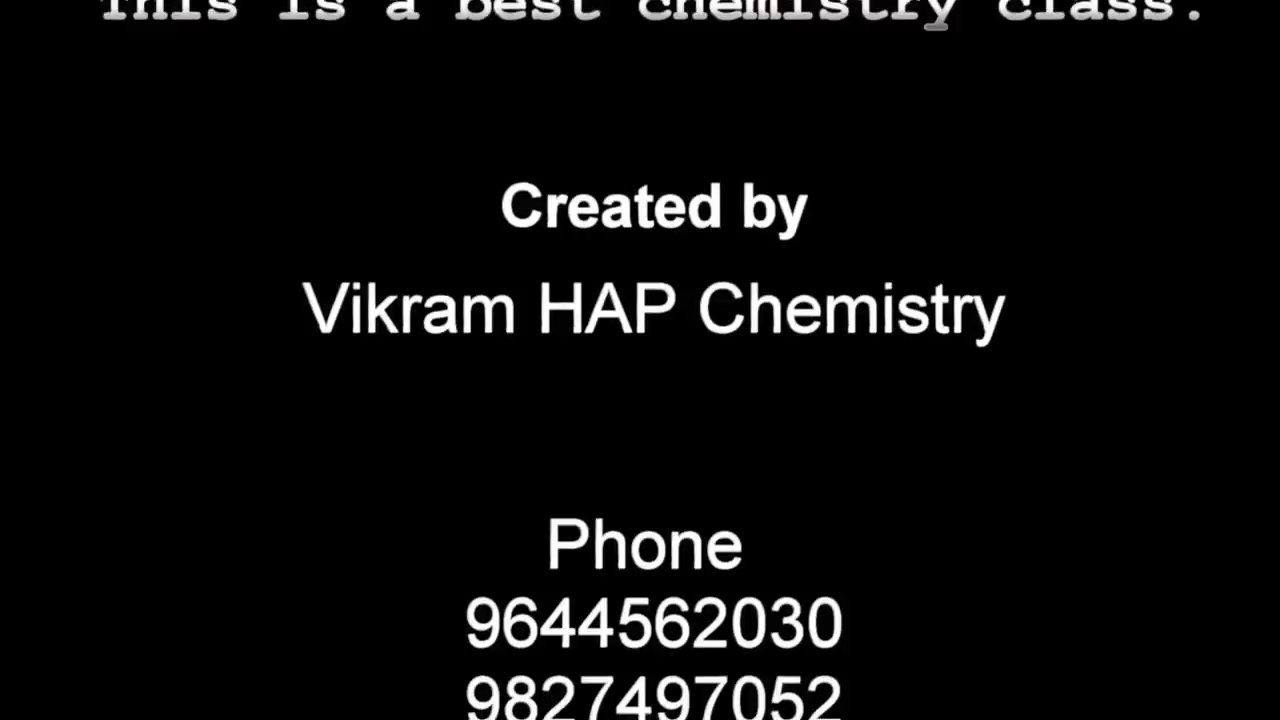 This is a best chemistry class.
Created by
Vikram HAP Chemistry
Phone
9644562030
9827497052